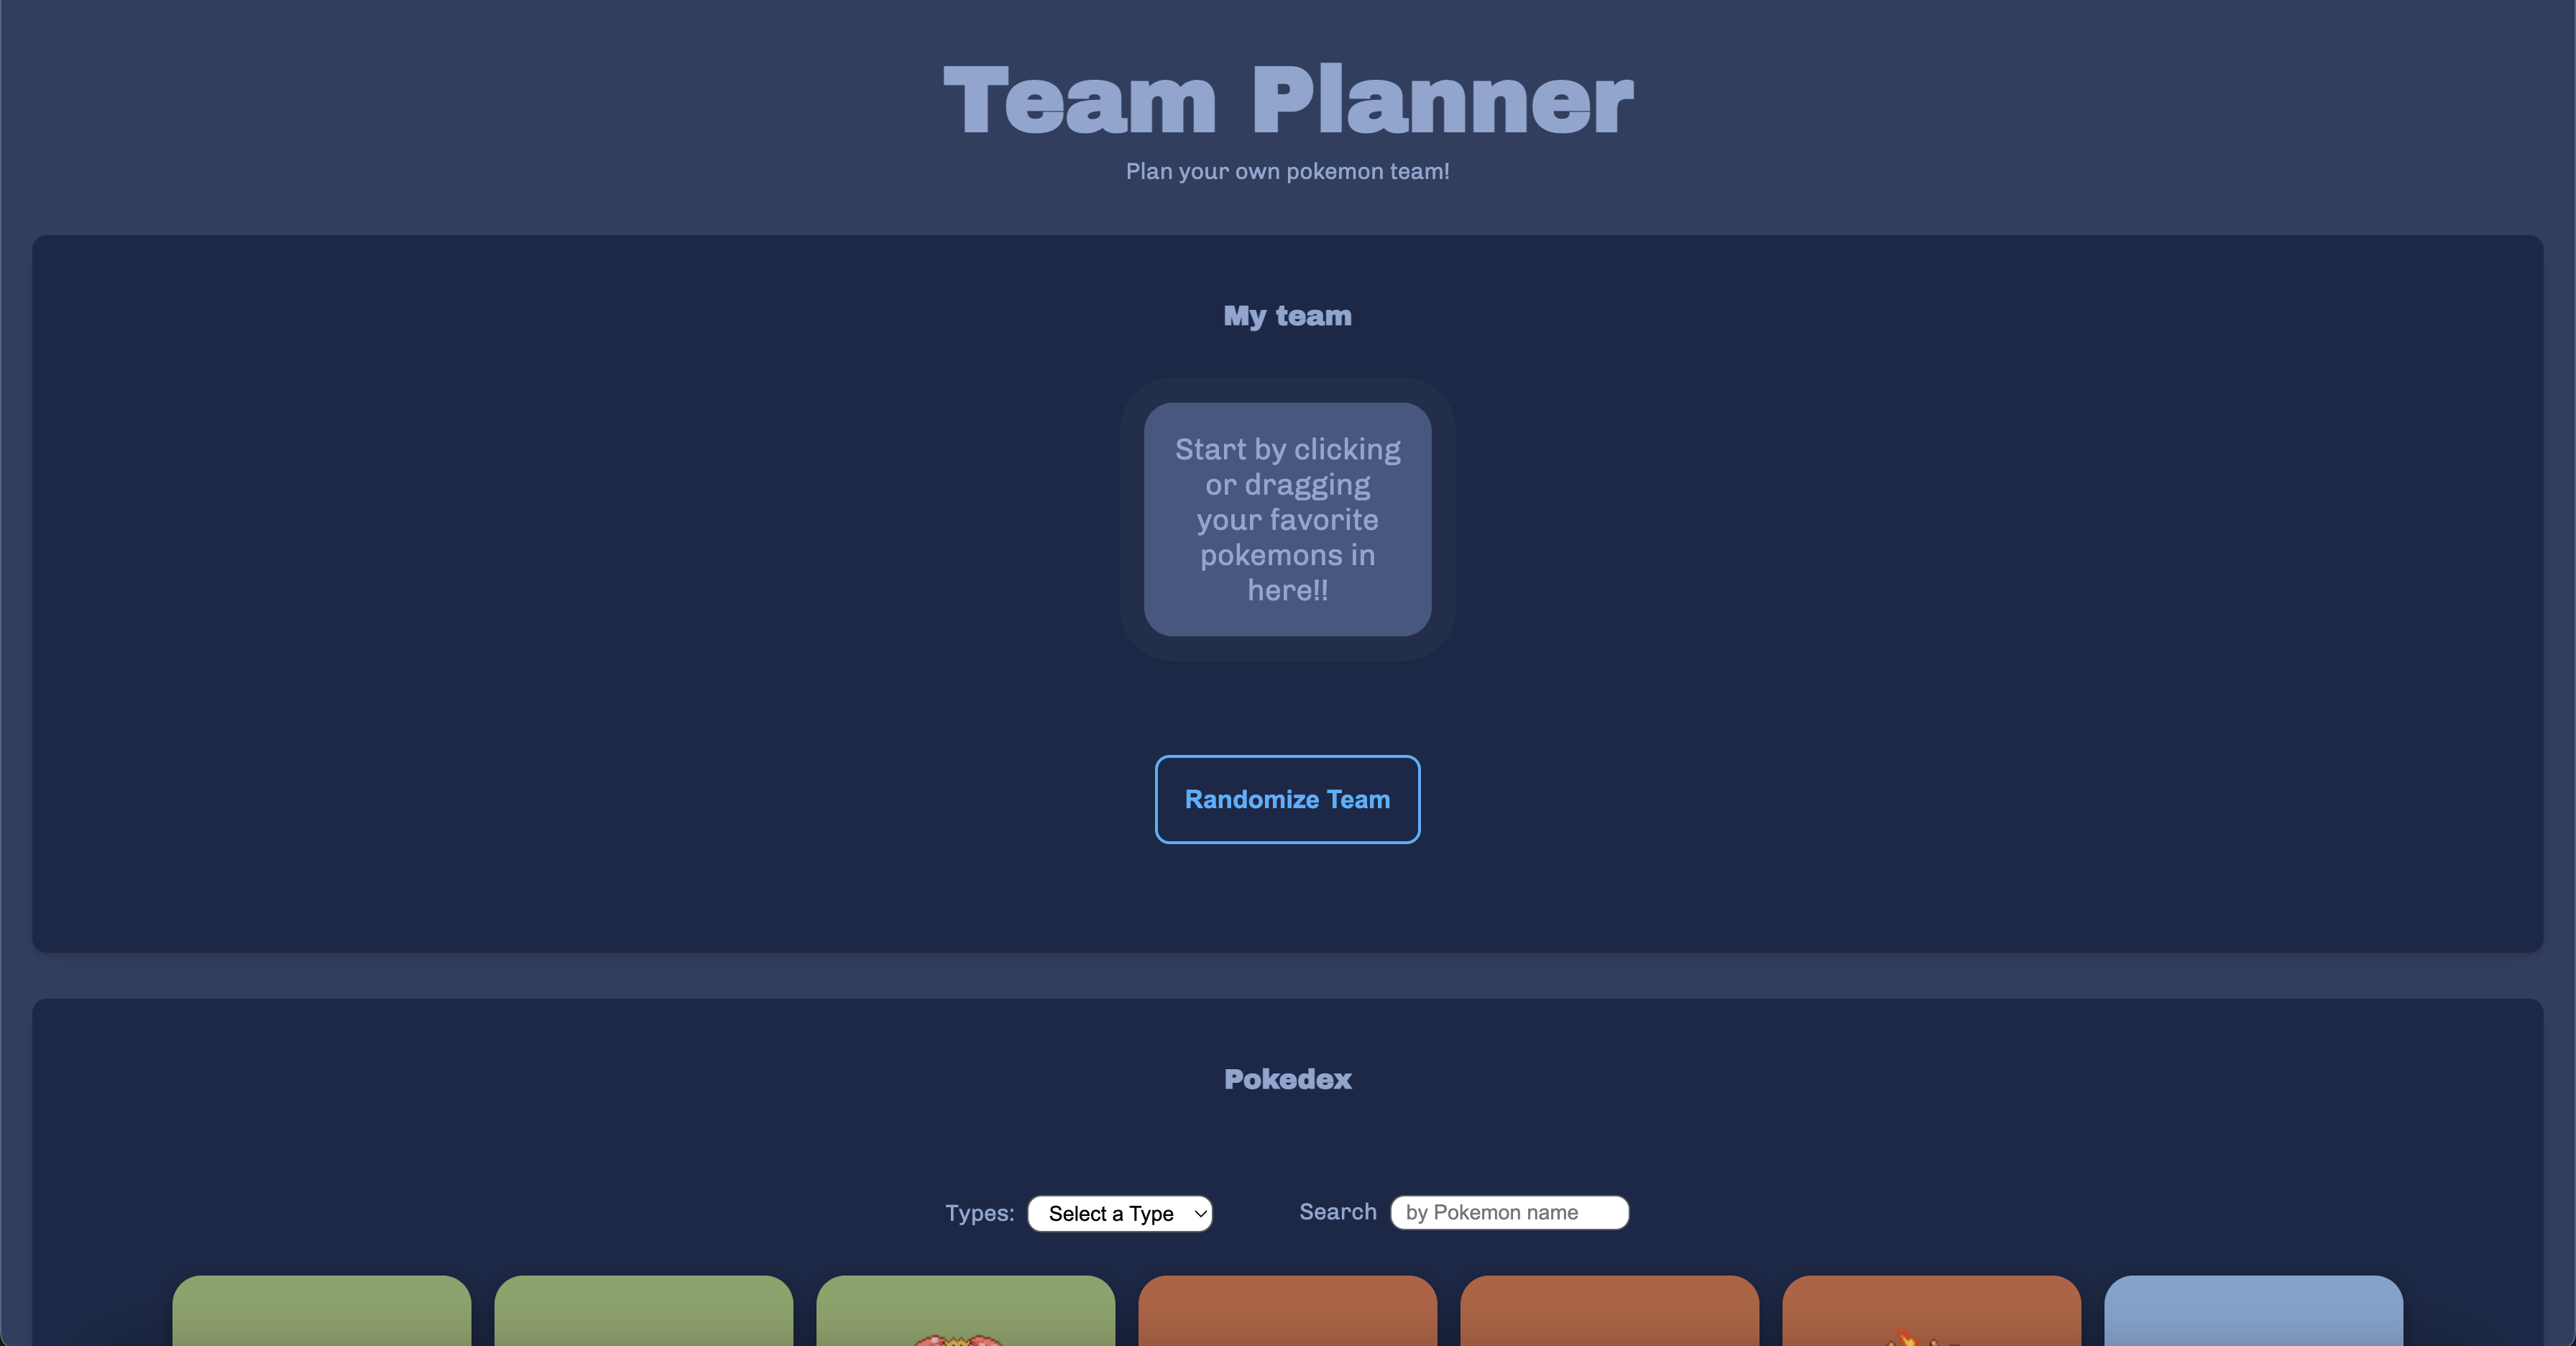 Team Planner
Plan your own pokemon team!
My team
Start by clicking
or dragging
your favorite
pokemons in
here!!
Randomize Team
Pokedex
Types: Select a Type Search by Pokemon name